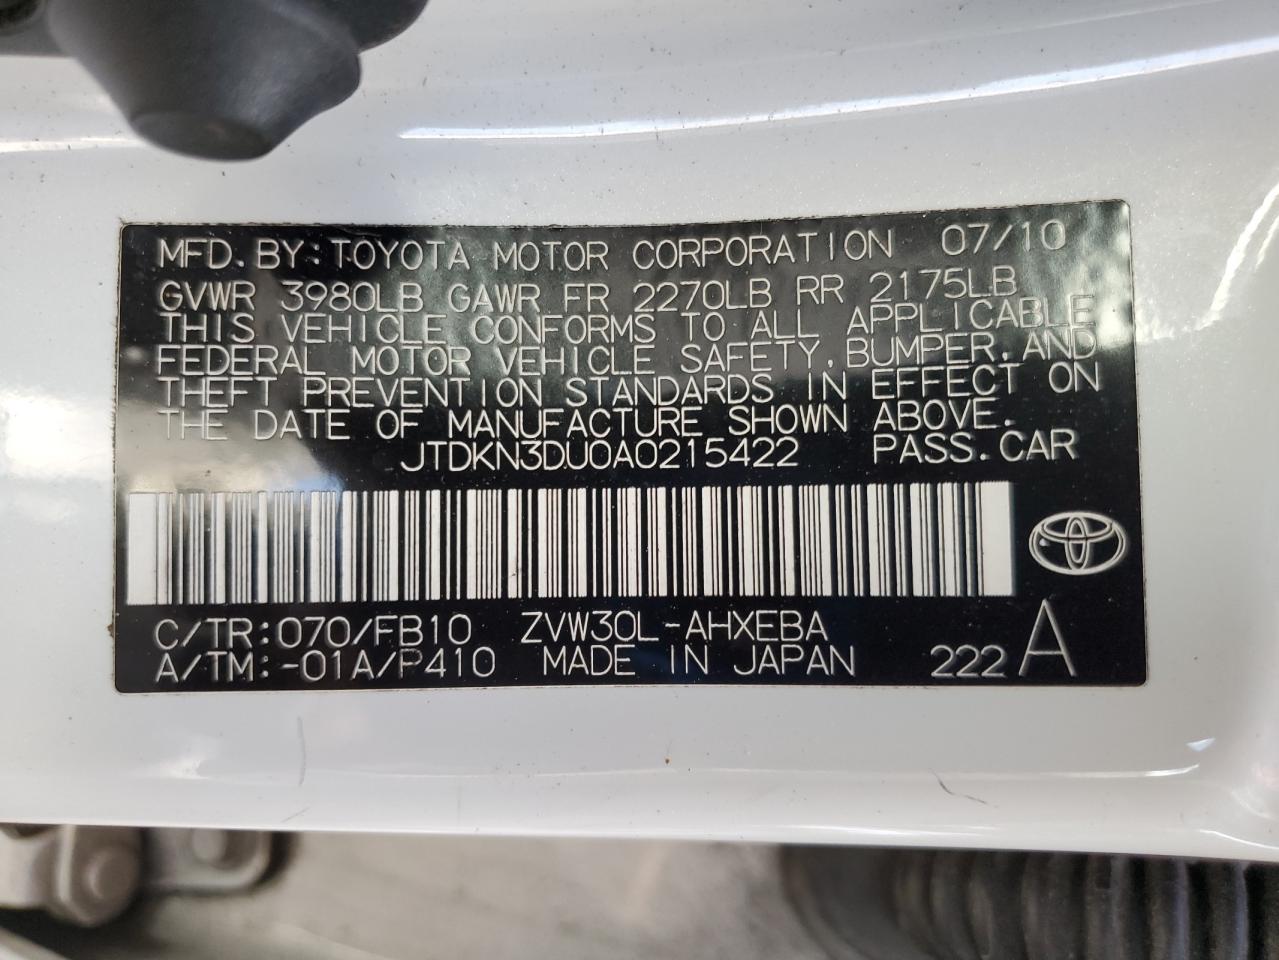 MFD. BY: TOYOTA MOTOR CORPORATION 07/10
GVWR 3980LB GAWR FR 2270LB RR 2175LB
THIS VEHICLE CONFORMS TO ALL APPLICABLE
FEDERAL MOTOR VEHICLE SAFETY, BUMPER, AND
THEFT PREVENTION STANDARDS IN EFFECT ON
THE DATE OF MANUFACTURE SHOWN ABOVE.
JTDKN3DU0A0215422 PASS. CAR
C/TR: 070/FB10 ZVW30L-AHXEBA
A/TM: -01A/P410 MADE IN JAPAN 222 A